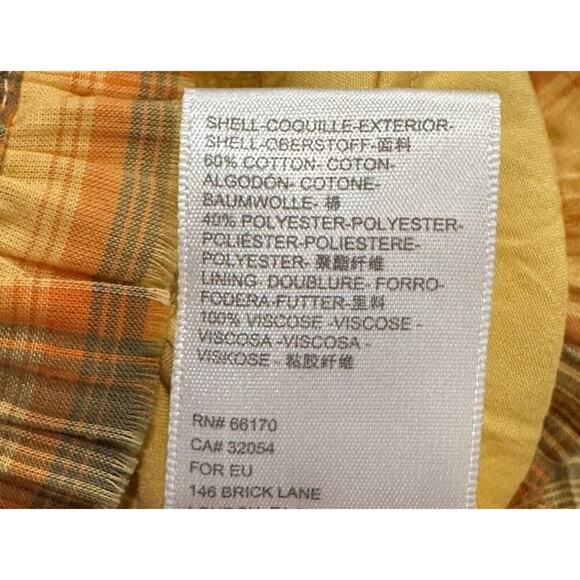 SHELL-COQUILLE-EXTERIOR-
SHELL-OBERSTOFF-面料
60% COTTON- COTON-
ALGODÓN- COTONE-
BAUMWOLLE- 棉
40% POLYESTER-POLYESTER-
POLIÉSTER-POLIESTERE-
POLYESTER- 聚酯纤维
LINING- DOUBLURE- FORRO-
FODERA-FUTTER-里料
100% VISCOSE -VISCOSE -
VISCOSA -VISCOSA -
VISKOSE - 粘胶纤维
RN# 66170
CA# 32054
FOR EU
146 BRICK LANE